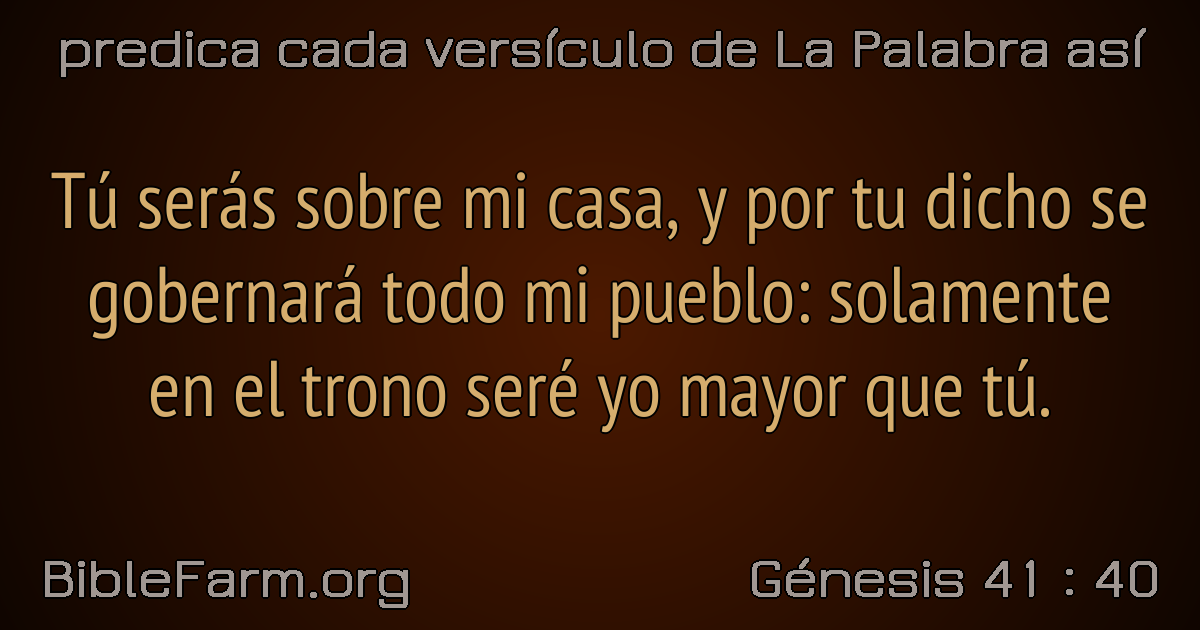 predica cada versículo de La Palabra así
Tú serás sobre mi casa, y por tu dicho se
gobernará todo mi pueblo: solamente
en el trono seré yo mayor que tú.
BibleFarm.org
Génesis 41 : 40